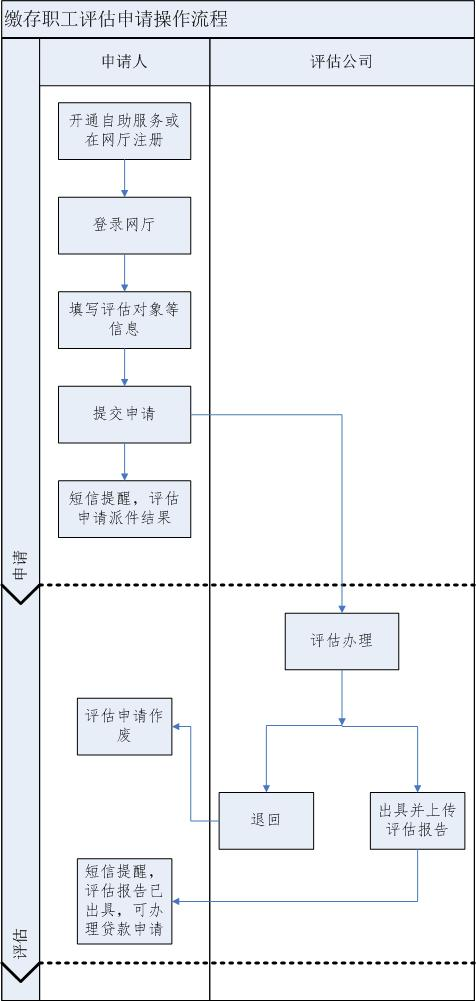 缴存职工评估申请操作流程
申请人
评估公司
开通自助服务或
在网厅注册
登录网厅
填写评估对象等
信息
提交申请
短信提醒，评估
申请派件结果
申请
评估办理
评估申请作
废
退回
出具并上传
评估报告
短信提醒，
评估报告已
出具，可办
理贷款申请
评估